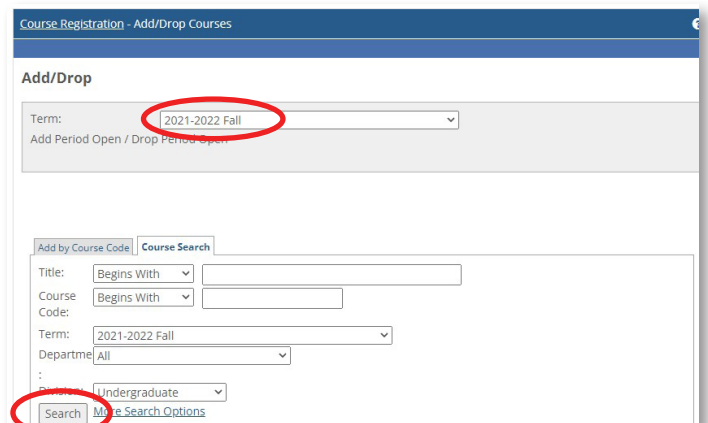 Course Registration - Add/Drop Courses
Add/Drop
Term: 2021-2022 Fall
Add Period Open / Drop Period Open
Add by Course Code Course Search
Title: Begins With
Course Begins With
Code:
Term: 2021-2022 Fall
Departme All
:
Division: Undergraduate
Search More Search Options